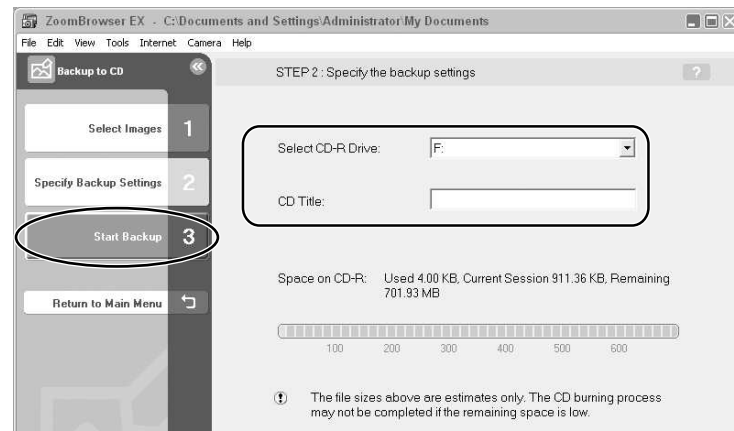 ZoomBrowser EX - C:\Documents and Settings\Administrator\My Documents
File Edit View Tools Internet Camera Help
Backup to CD
STEP 2 : Specify the backup settings
?
Select Images 1
Specify Backup Settings 2
Start Backup 3
Return to Main Menu
Select CD-R Drive: F:
CD Title:
Space on CD-R: Used 4.00 KB, Current Session 911.36 KB, Remaining
701.93 MB
100 200 300 400 500 600
The file sizes above are estimates only. The CD burning process
may not be completed if the remaining space is low.